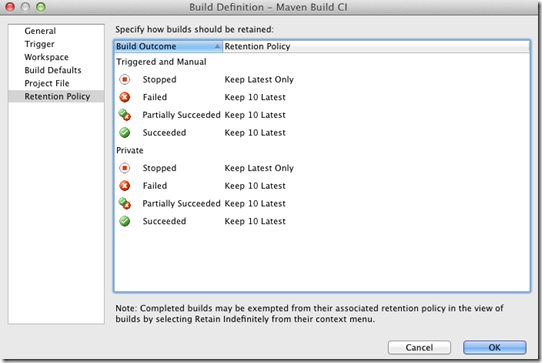 Build Definition – Maven Build CI
General
Trigger
Workspace
Build Defaults
Project File
Retention Policy
Specify how builds should be retained:
Build Outcome Retention Policy
Triggered and Manual
Stopped Keep Latest Only
Failed Keep 10 Latest
Partially Succeeded Keep 10 Latest
Succeeded Keep 10 Latest
Private
Stopped Keep Latest Only
Failed Keep 10 Latest
Partially Succeeded Keep 10 Latest
Succeeded Keep 10 Latest
Note: Completed builds may be exempted from their associated retention policy in the view of
builds by selecting Retain Indefinitely from their context menu.
Cancel OK